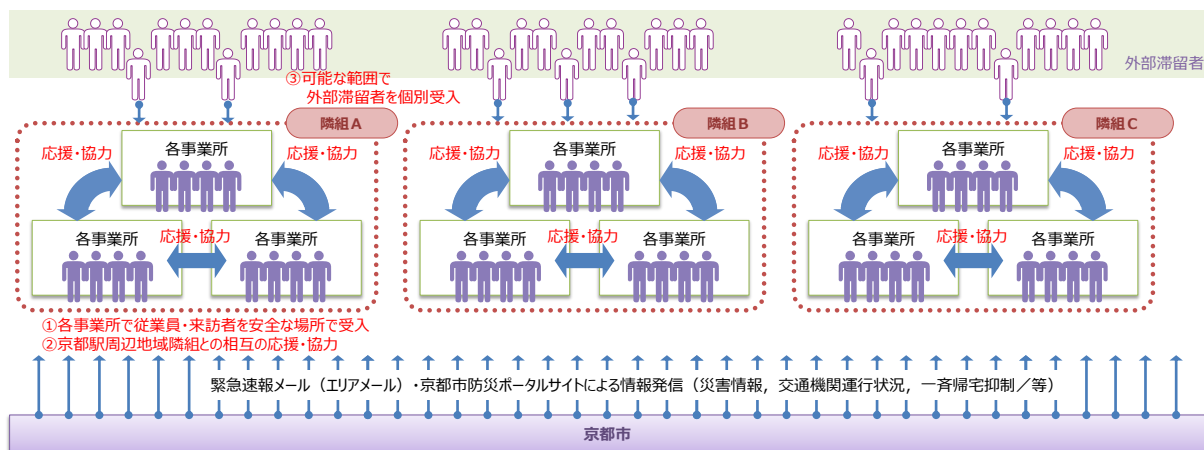 外部滞留者
③可能な範囲で
外部滞留者を個別受入
隣組A
隣組B
隣組C
各事業所
応援・協力
応援・協力
各事業所
応援・協力
各事業所
各事業所
応援・協力
応援・協力
各事業所
応援・協力
各事業所
各事業所
応援・協力
応援・協力
各事業所
応援・協力
各事業所
①各事業所で従業員・来訪者を安全な場所で受入
②京都駅周辺地域隣組との相互の応援・協力
緊急速報メール（エリアメール）・京都市防災ポータルサイトによる情報発信（災害情報，交通機関運行状況，一斉帰宅抑制／等）
京都市